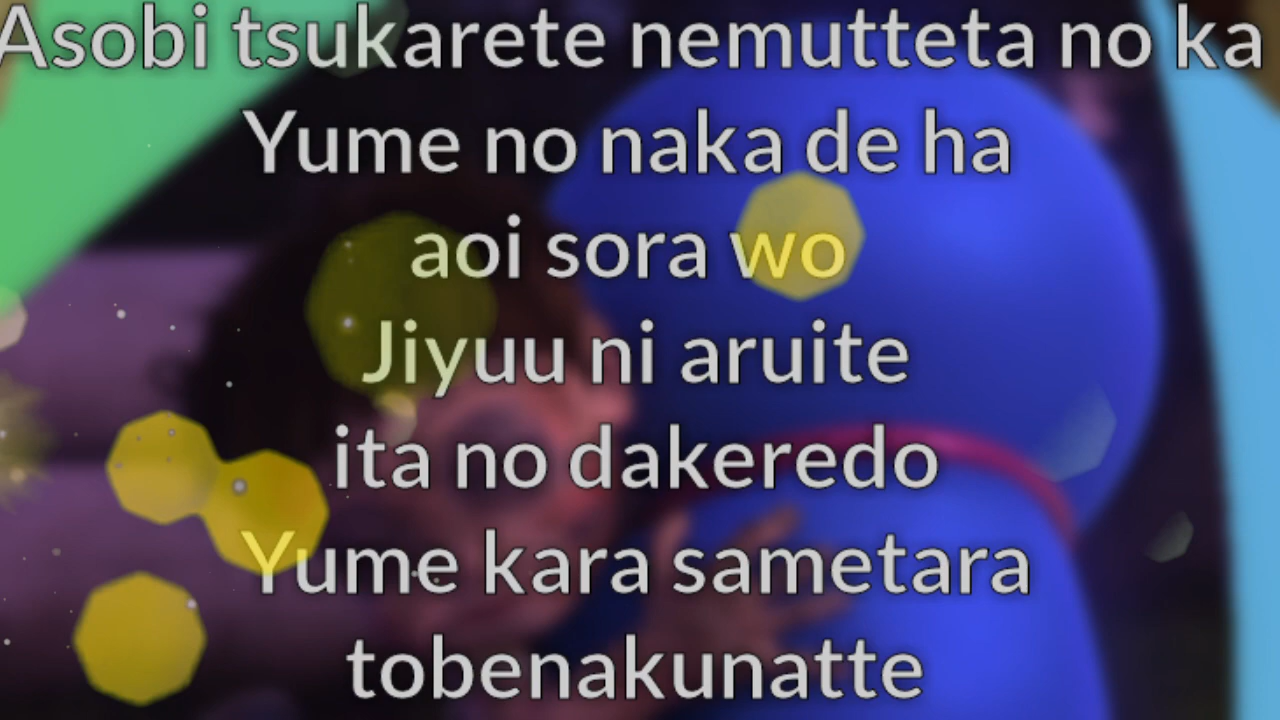 Asobi tsukarete nemutteta no ka
Yume no naka de ha
aoi sora wo
Jiyuu ni aruite
ita no dakeredo
Yume kara sametara
tobenakunatte